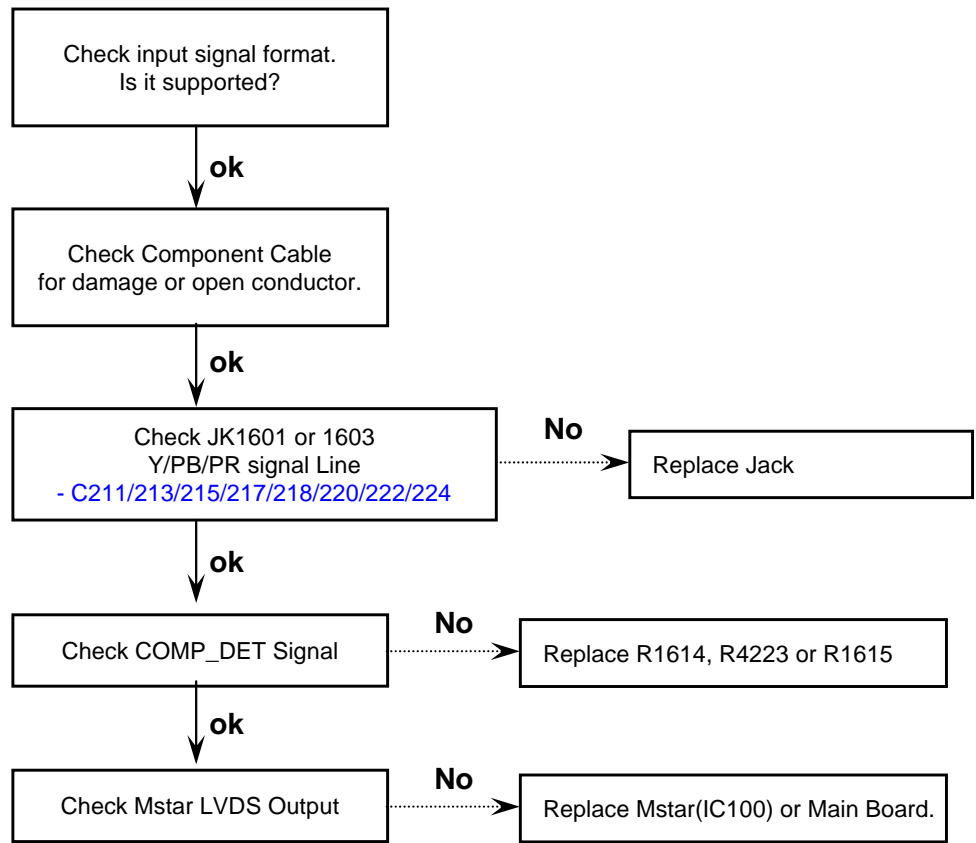 Check input signal format.
Is it supported?
ok
Check Component Cable
for damage or open conductor.
ok
Check JK1601 or 1603
Y/PB/PR signal Line
- C211/213/215/217/218/220/222/224
No
Replace Jack
ok
Check COMP_DET Signal
No
Replace R1614, R4223 or R1615
ok
Check Mstar LVDS Output
No
Replace Mstar(IC100) or Main Board.